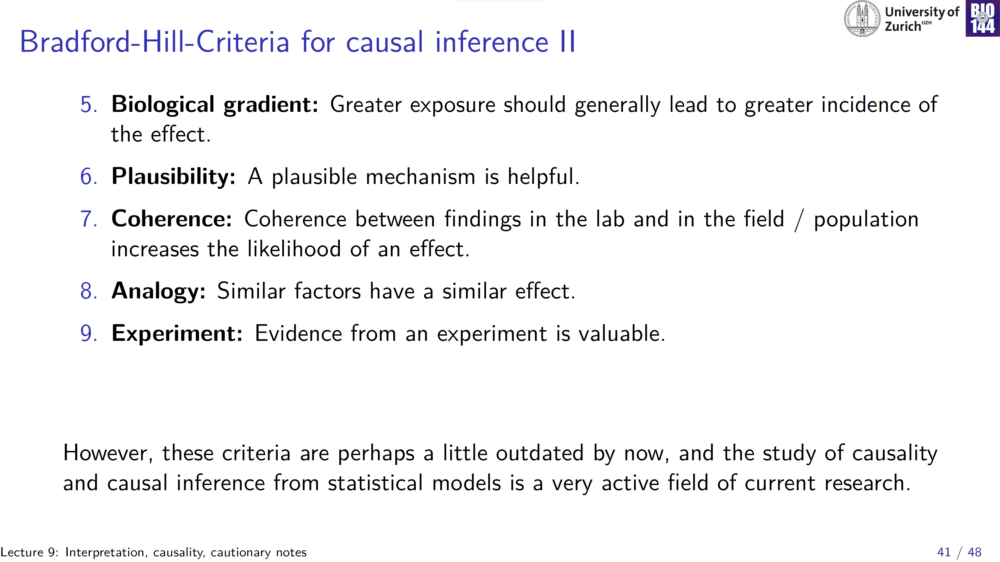 University of
Zurich UZH
BIO
144
Bradford-Hill-Criteria for causal inference II
5. Biological gradient: Greater exposure should generally lead to greater incidence of
the effect.
6. Plausibility: A plausible mechanism is helpful.
7. Coherence: Coherence between findings in the lab and in the field / population
increases the likelihood of an effect.
8. Analogy: Similar factors have a similar effect.
9. Experiment: Evidence from an experiment is valuable.
However, these criteria are perhaps a little outdated by now, and the study of causality
and causal inference from statistical models is a very active field of current research.
Lecture 9: Interpretation, causality, cautionary notes
41 / 48